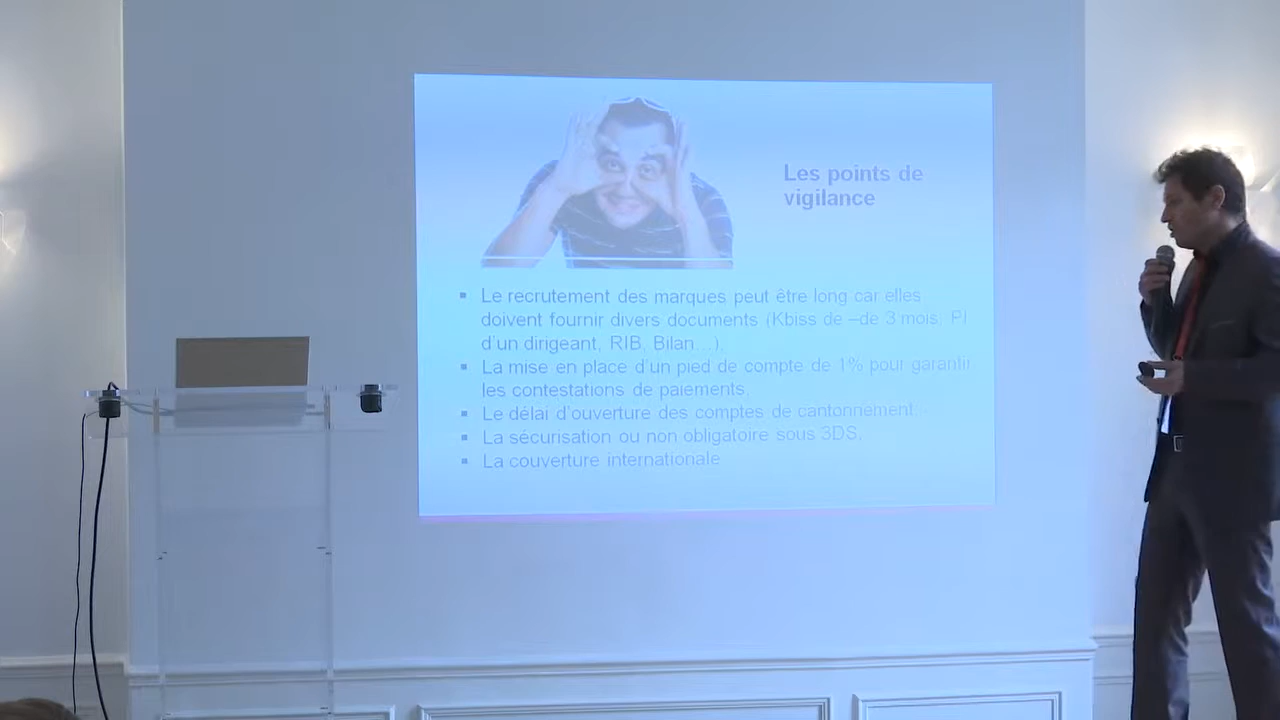 Les points de
vigilance
▪ Le recrutement des marques peut être long car elles
doivent fournir divers documents (Kbiss de –de 3 mois, PI
d'un dirigeant, RIB, Bilan…),
▪ La mise en place d'un pied de compte de 1% pour garantir
les contestations de paiements,
▪ Le délai d'ouverture des comptes de cantonnement,
▪ La sécurisation ou non obligatoire sous 3DS,
▪ La couverture internationale